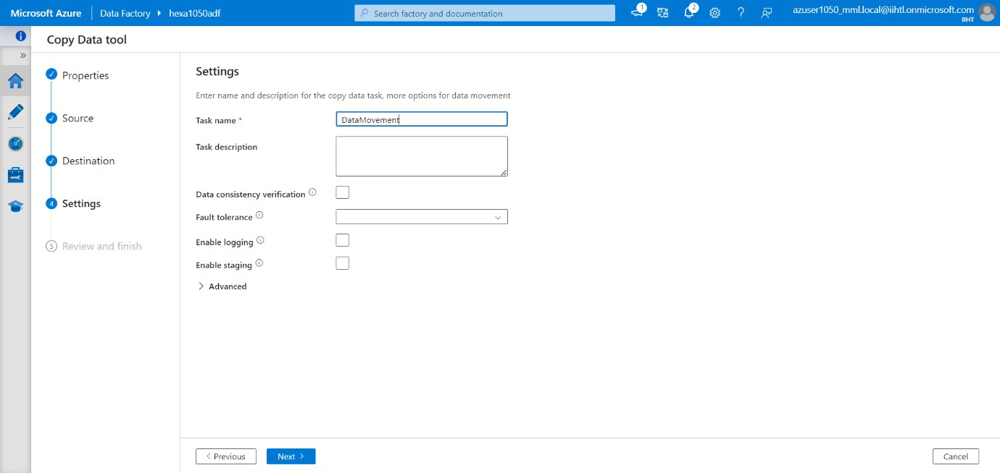 Microsoft Azure Data Factory hexa1050adf Search factory and documentation 1 2 azuser1050_mml.local@iihtl.onmicrosoft.com
IIHT
Copy Data tool
Properties
Source
Destination
4 Settings
5 Review and finish
Settings
Enter name and description for the copy data task, more options for data movement
Task name * DataMovement
Task description
Data consistency verification
Fault tolerance
Enable logging
Enable staging
Advanced
Previous Next Cancel